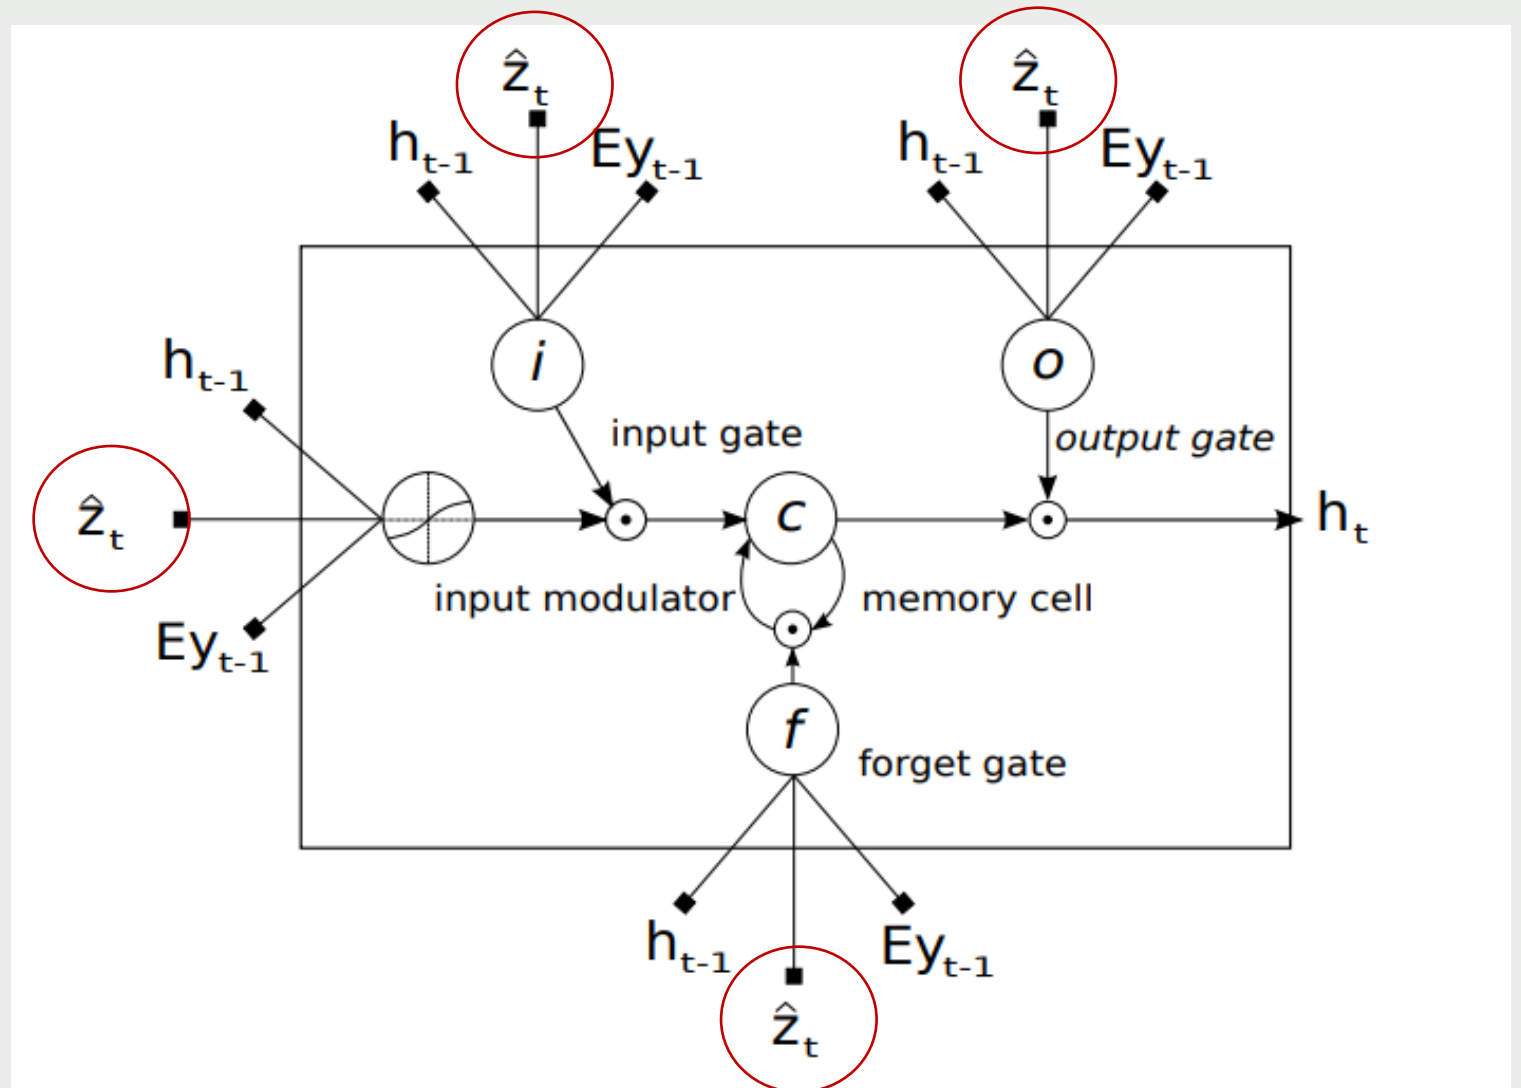 ẑt ẑt
ht-1 Eyt-1 ht-1 Eyt-1
i o
ht-1
input gate output gate
ẑt c ht
input modulator memory cell
Eyt-1
f
forget gate
ht-1 Eyt-1
ẑt